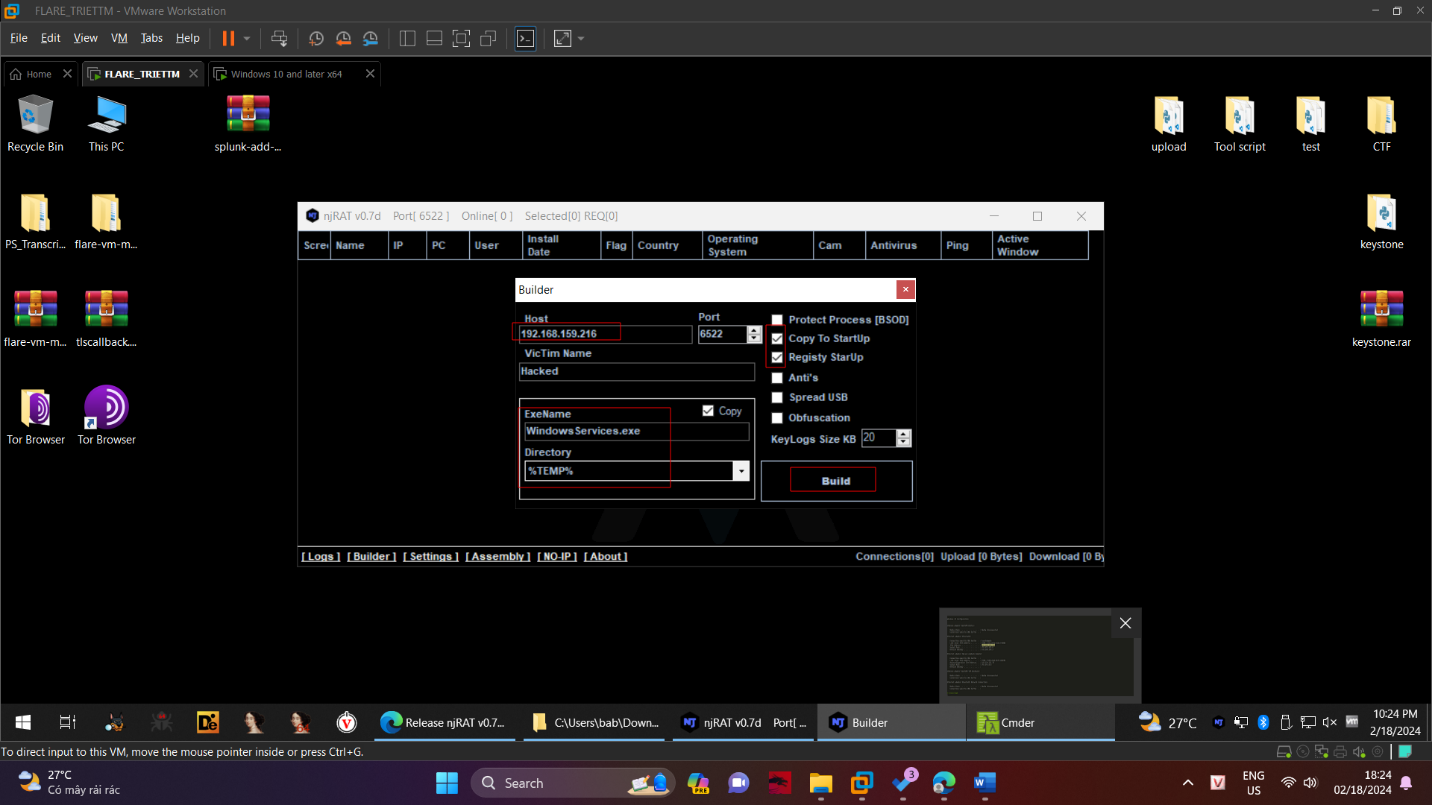 FLARE_TRIETTM - VMware Workstation
File Edit View VM Tabs Help
Home FLARE_TRIETTM Windows 10 and later x64
Recycle Bin This PC splunk-add-... upload Tool script test CTF
njRAT v0.7d Port[ 6522 ] Online[ 0 ] Selected[0] REQ[0]
Scree Name IP PC User Install Date Flag Country Operating System Cam Antivirus Ping Active Window
PS_Transcri... flare-vm-m... keystone
Builder
Host Port
192.168.159.216 6522
Protect Process [BSOD]
Copy To StartUp
VicTim Name
Registy StarUp
Hacked
Anti's
Spread USB
ExeName Copy
Obfuscation
WindowsServices.exe
KeyLogs Size KB 20
Directory
%TEMP%
Build
flare-vm-m... tlscallback.... keystone.rar
Tor Browser Tor Browser
[ Logs ] [ Builder ] [ Settings ] [ Assembly ] [ NO-IP ] [ About ] Connections[0] Upload [0 Bytes] Download [0 By
Release njRAT v0.7... C:\Users\bab\Down... njRAT v0.7d Port[ ... Builder Cmder 27°C 10:24 PM
2/18/2024
To direct input to this VM, move the mouse pointer inside or press Ctrl+G.
27°C
Có mây rải rác
Search
PRE
3
ENG
US
18:24
02/18/2024